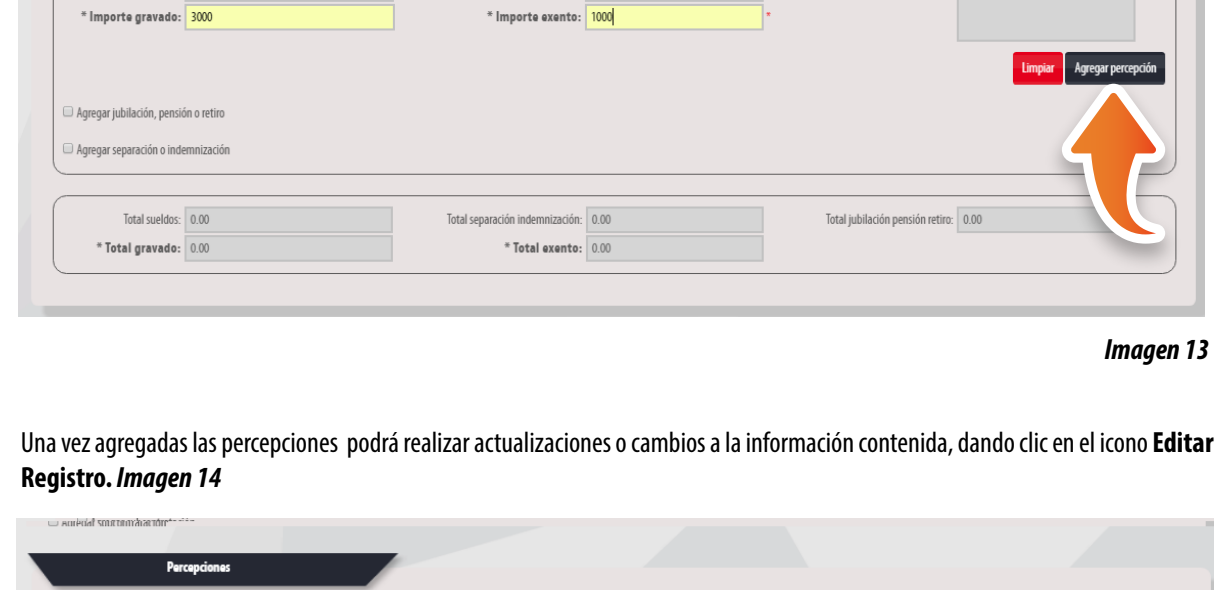 * Importe gravado: 3000 * Importe exento: 1000 *
Limpiar Agregar percepción
Agregar jubilación, pensión o retiro
Agregar separación o indemnización
Total sueldos: 0.00 Total separación indemnización: 0.00 Total jubilación pensión retiro: 0.00
* Total gravado: 0.00 * Total exento: 0.00
Imagen 13
Una vez agregadas las percepciones podrá realizar actualizaciones o cambios a la información contenida, dando clic en el icono Editar
Registro. Imagen 14
Percepciones